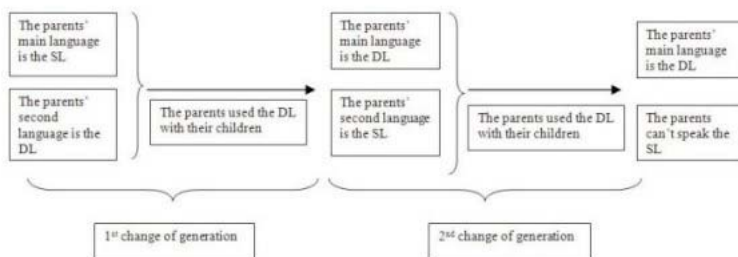 The parents'
main language
is the SL
The parents'
second
language is the
DL
The parents used the DL
with their children
The parents'
main language
is the DL
The parents'
second language
is the SL
The parents used the DL
with their children
The parents'
main language
is the DL
The parents
can't speak the
SL
1st change of generation
2nd change of generation